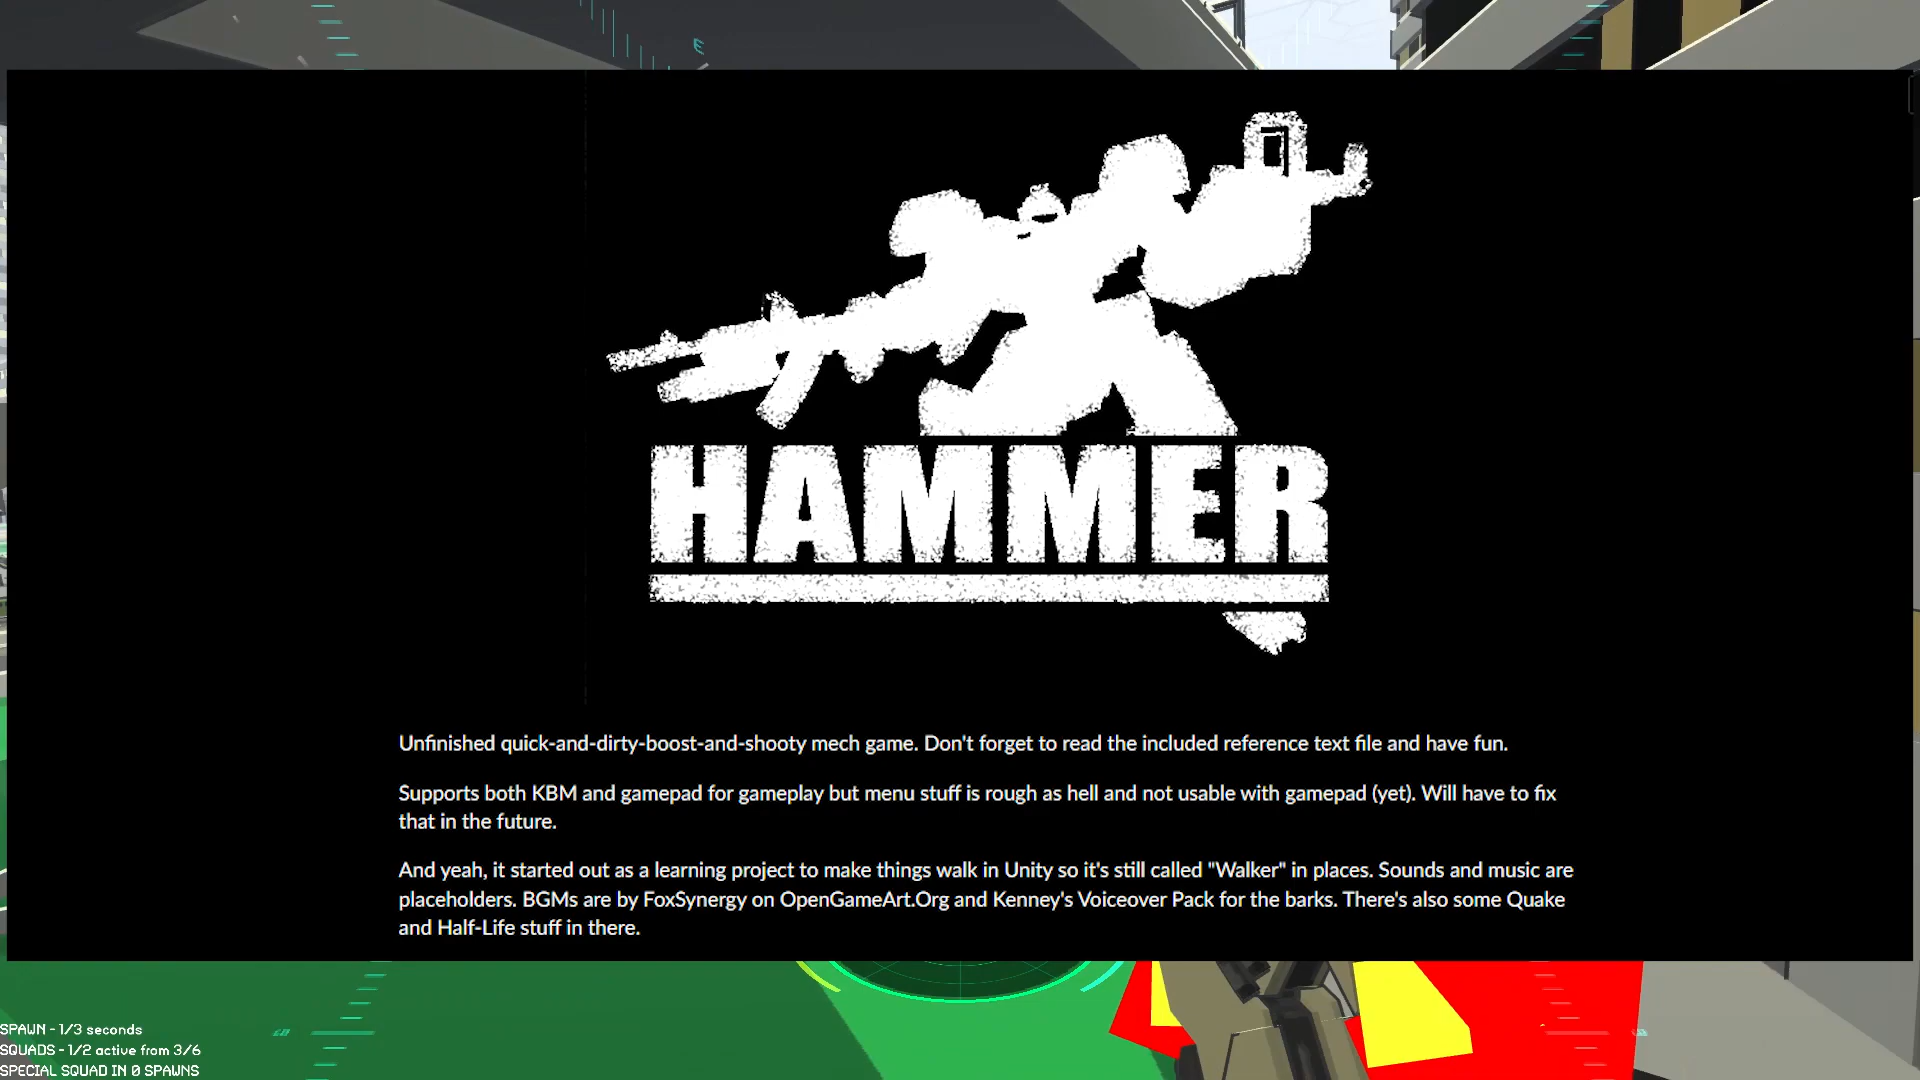 E
HAMMER
Unfinished quick-and-dirty-boost-and-shooty mech game. Don't forget to read the included reference text file and have fun.
Supports both KBM and gamepad for gameplay but menu stuff is rough as hell and not usable with gamepad (yet). Will have to fix
that in the future.
And yeah, it started out as a learning project to make things walk in Unity so it's still called "Walker" in places. Sounds and music are
placeholders. BGMs are by FoxSynergy on OpenGameArt.Org and Kenney's Voiceover Pack for the barks. There's also some Quake
and Half-Life stuff in there.
SPAWN - 1/3 seconds
SQUADS - 1/2 active from 3/6
SPECIAL SQUAD IN 0 SPAWNS